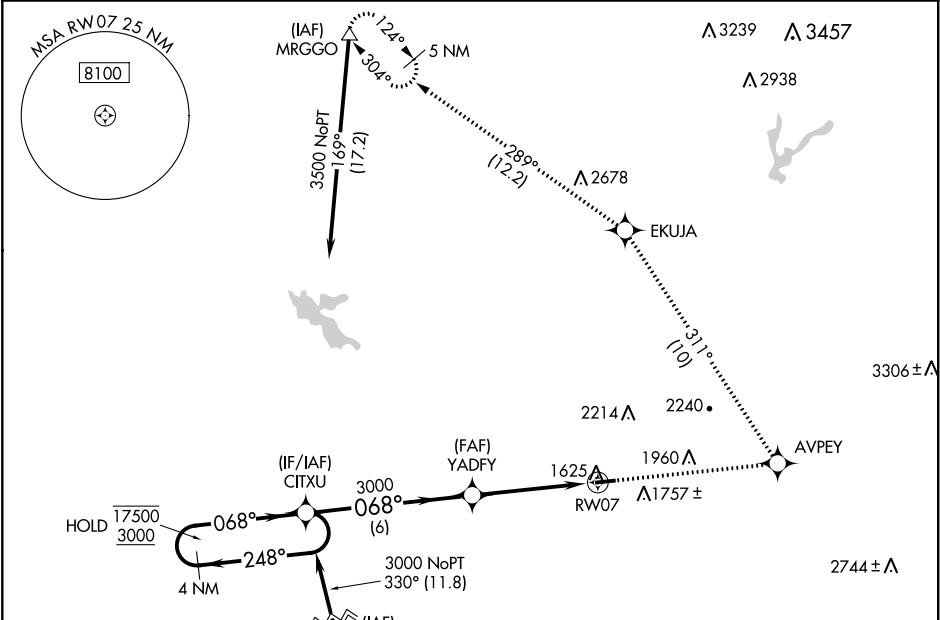 MSA RW07 25 NM
8100
(IAF)
MRGGO
124°
304°
5 NM
3239
3457
2938
3500 NoPT
169°
(17.2)
289°
(12.2)
2678
EKUJA
311°
(10)
3306 ±
2214
2240
AVPEY
(FAF)
YADFY
1625
1960
RW07
1757 ±
(IF/IAF)
CITXU
3000
068°
(6)
HOLD
17500
3000
068°
248°
4 NM
3000 NoPT
330° (11.8)
2744 ±
(IAF)